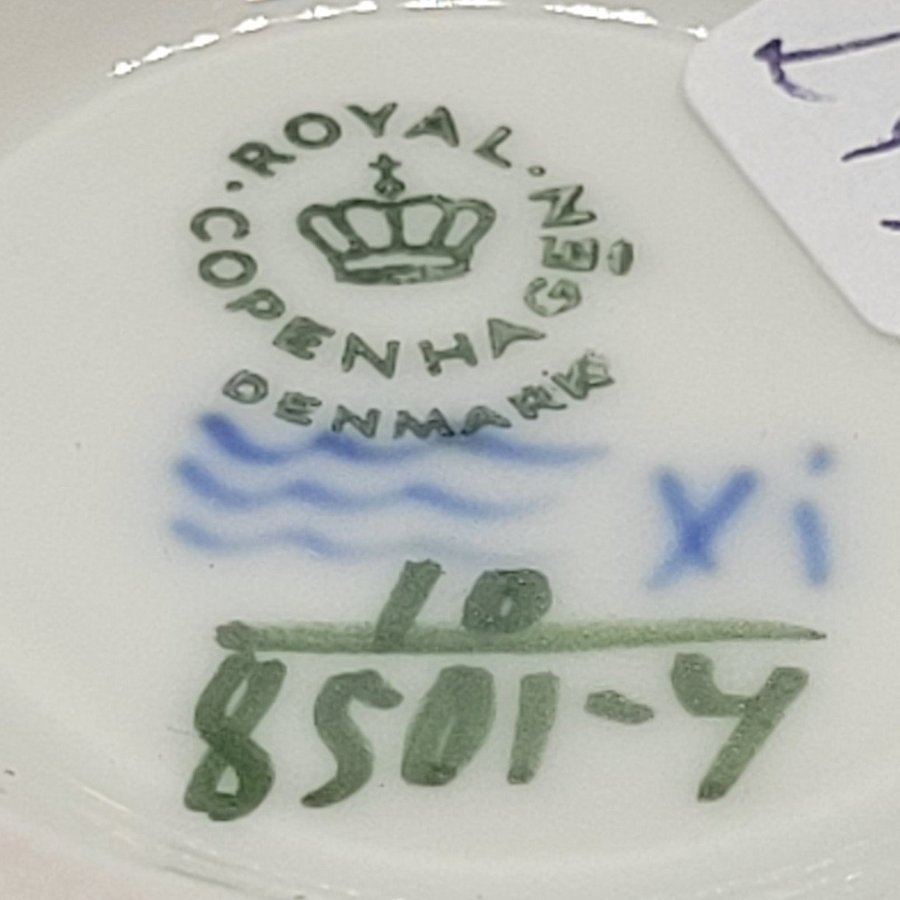 ROYAL · COPENHAGEN ·
DENMARK
Xi
10
8501-4